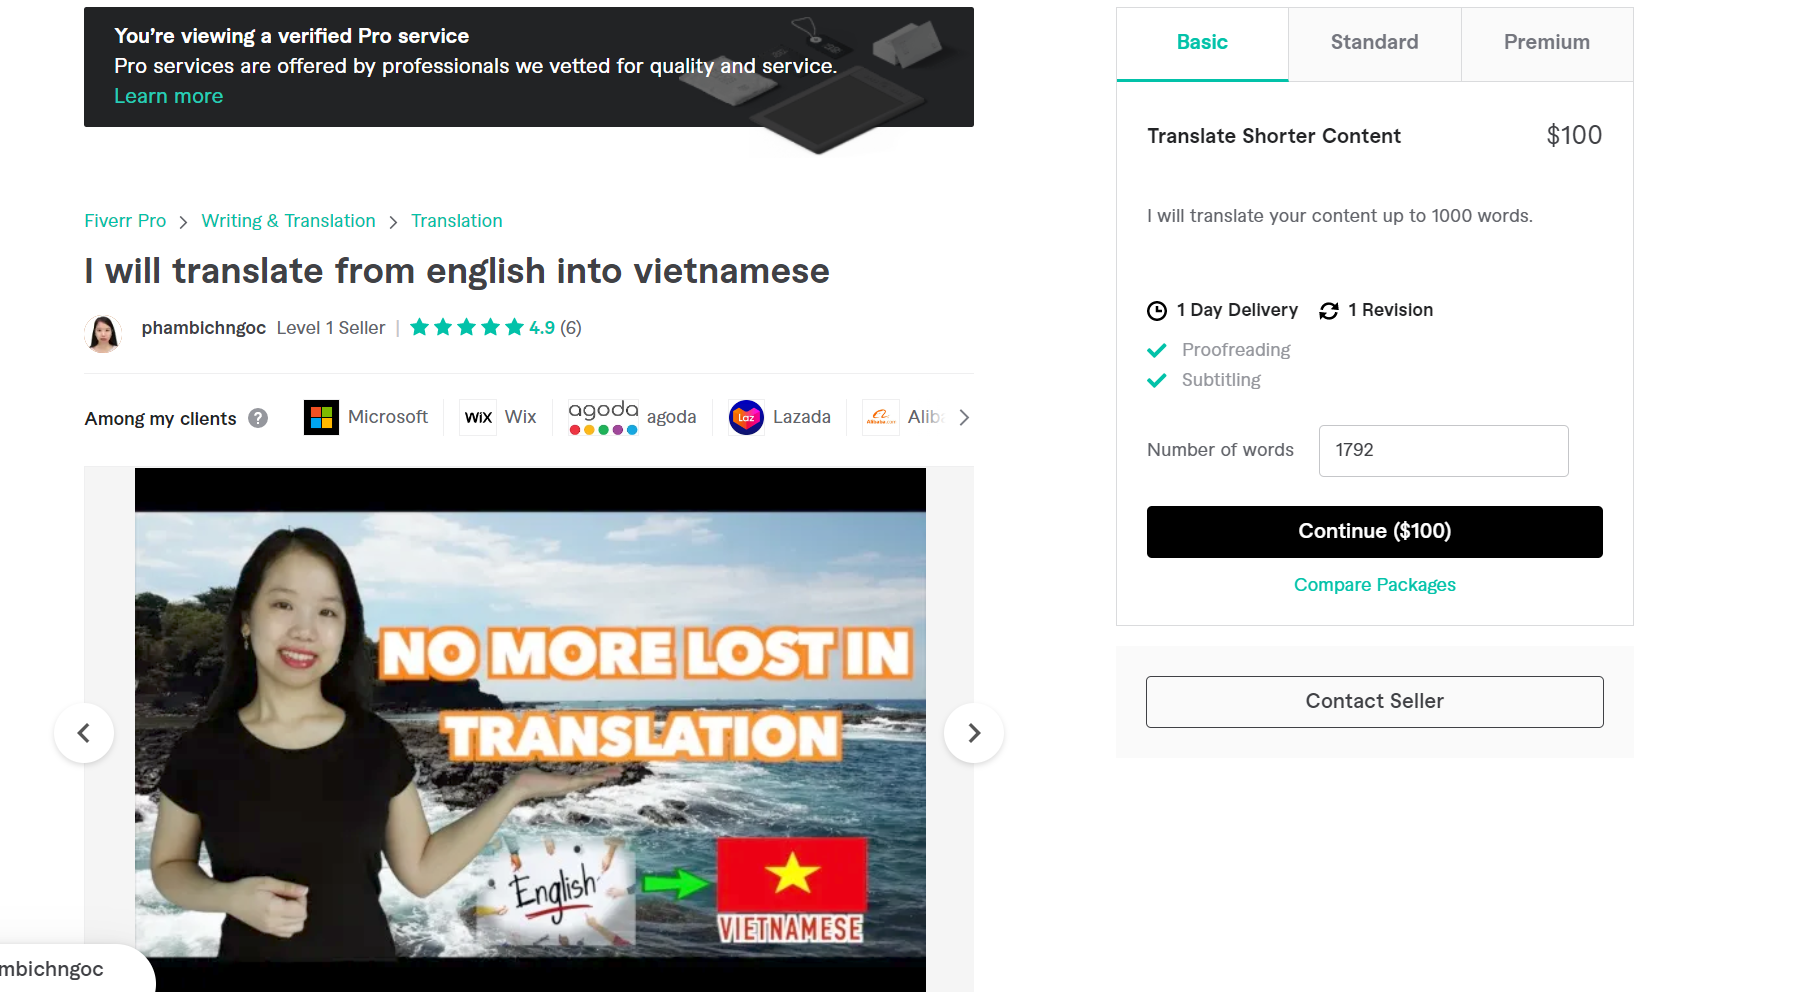 You're viewing a verified Pro service
Pro services are offered by professionals we vetted for quality and service.
Learn more
Fiverr Pro > Writing & Translation > Translation
I will translate from english into vietnamese
phambichngoc Level 1 Seller | 4.9 (6)
Among my clients ? Microsoft WiX Wix agoda agoda Laz Lazada Alibaba.com Alib
NO MORE LOST IN
TRANSLATION
English
VIETNAMESE
mbichngoc
Basic Standard Premium
Translate Shorter Content $100
I will translate your content up to 1000 words.
1 Day Delivery 1 Revision
Proofreading
Subtitling
Number of words 1792
Continue ($100)
Compare Packages
Contact Seller